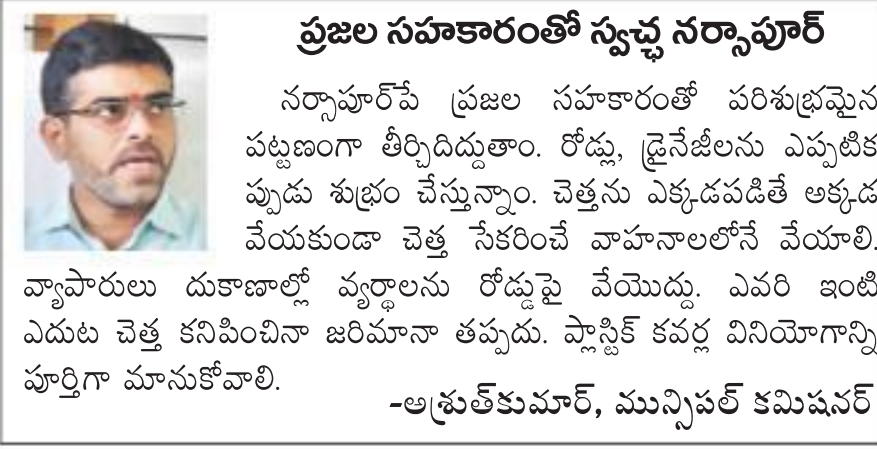 ప్రజల సహకారంతో స్వచ్ఛ నర్సాపూర్
నర్సాపూర్‌పే ప్రజల సహకారంతో పరిశుభ్రమైన
పట్టణంగా తీర్చిదిద్దుతాం. రోడ్లు, డ్రైనేజీలను ఎప్పటిక
ప్పుడు శుభ్రం చేస్తున్నాం. చెత్తను ఎక్కడపడితే అక్కడ
వేయకుండా చెత్త సేకరించే వాహనాలలోనే వేయాలి.
వ్యాపారులు దుకాణాల్లో వ్యర్థాలను రోడ్డుపై వేయొద్దు. ఎవరి ఇంటి
ఎదుట చెత్త కనిపించినా జరిమానా తప్పదు. ప్లాస్టిక్ కవర్ల వినియోగాన్ని
పూర్తిగా మానుకోవాలి.
-అశ్రుత్‌కుమార్, మున్సిపల్ కమిషనర్